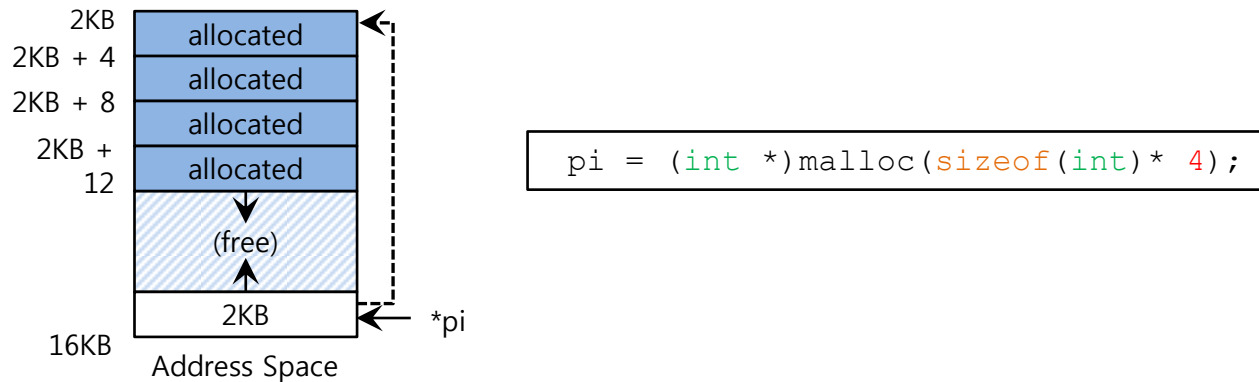 2KB
allocated
2KB + 4
allocated
2KB + 8
allocated
2KB +
12
allocated
(free)
2KB
*pi
16KB
Address Space
pi = (int *)malloc(sizeof(int)* 4);